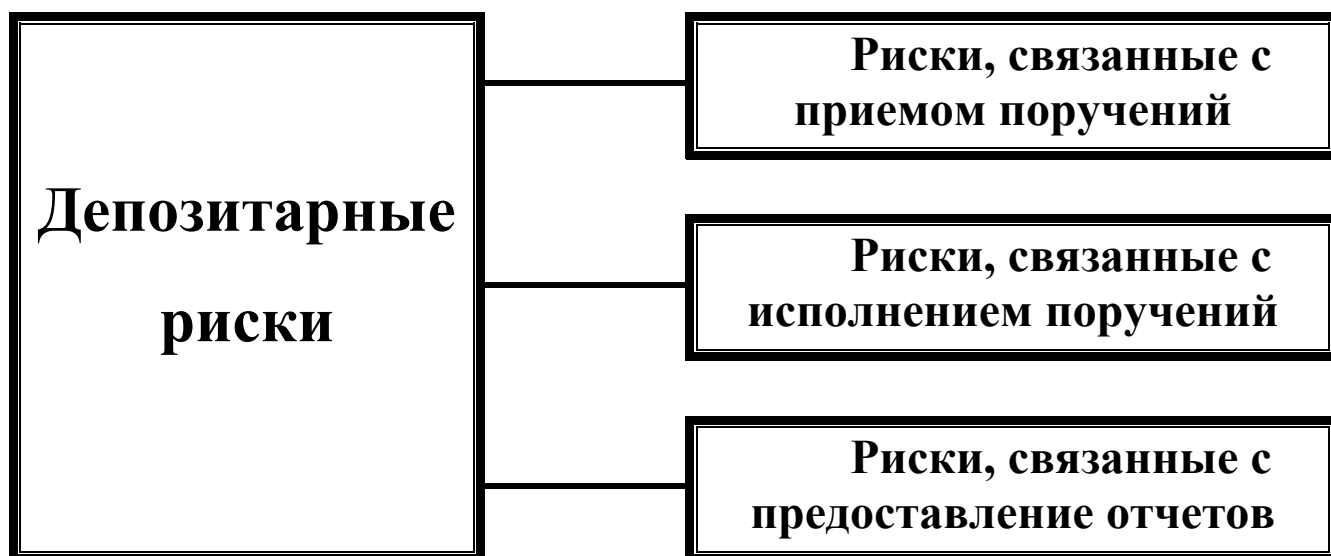 Депозитарные
риски
Риски, связанные с
приемом поручений
Риски, связанные с
исполнением поручений
Риски, связанные с
предоставление отчетов